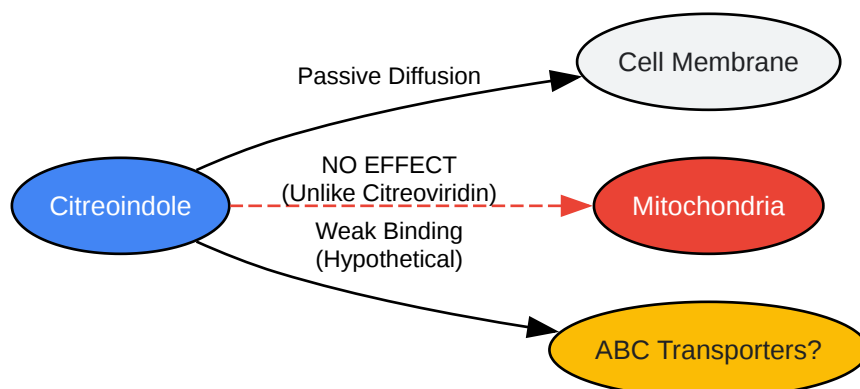 Passive Diffusion
Cell Membrane
Citreoindole
NO EFFECT
(Unlike Citreoviridin)
Mitochondria
Weak Binding
(Hypothetical)
ABC Transporters?